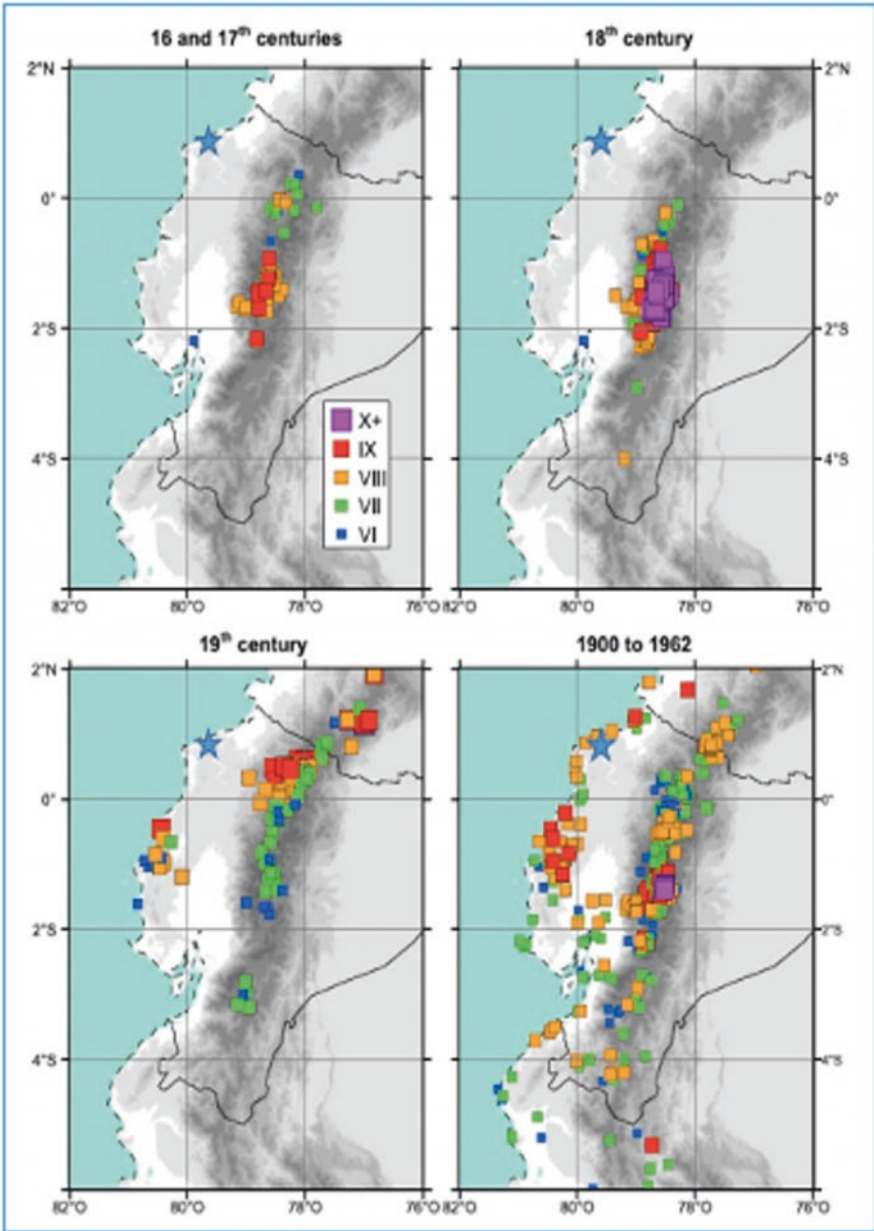 16 and 17th centuries
18th century
2°N
2°N
0°
0°
2°S
2°S
4°S
X+
IX
VIII
VII
VI
4°S
82°O 80°O 78°O 76°O 82°O 80°O 78°O 76°O
19th century
1900 to 1962
2°N
2°N
0°
0°
2°S
2°S
4°S
4°S
82°O 80°O 78°O 76°O 82°O 80°O 78°O 76°O